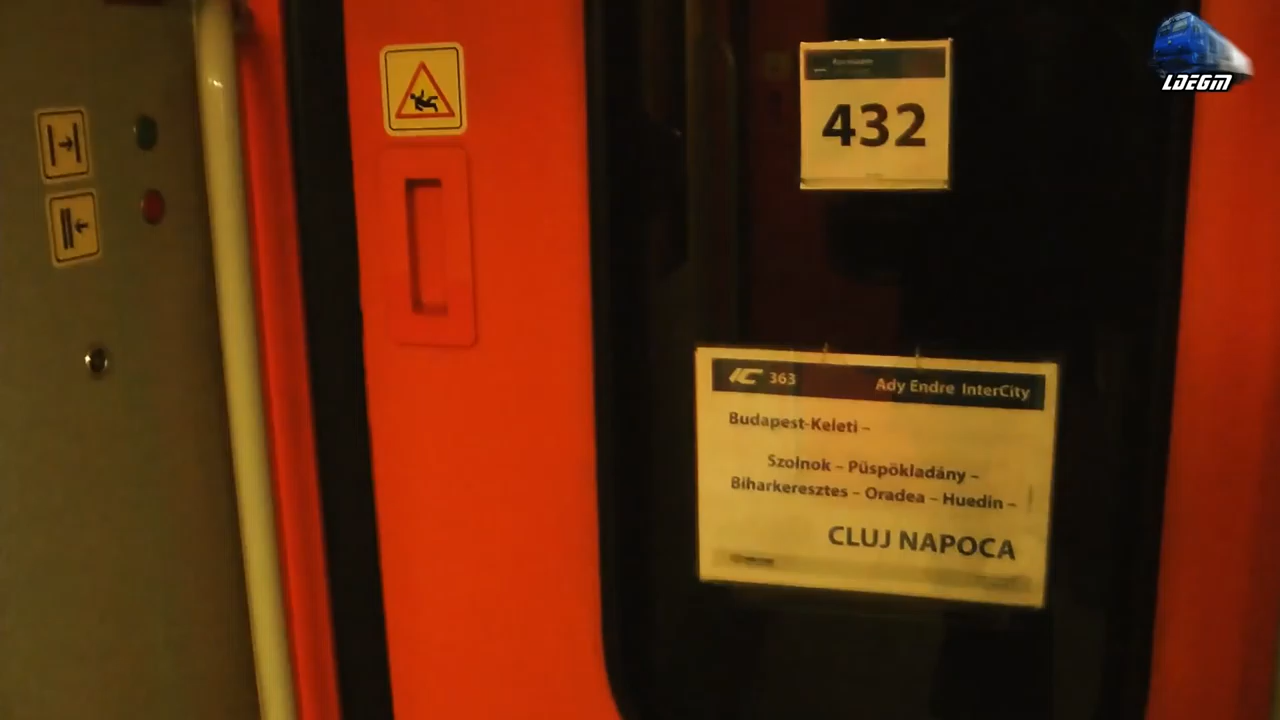 LDEGM
432
IC 363 Ady Endre InterCity
Budapest-Keleti –
Szolnok – Püspökladány –
Biharkeresztes – Oradea – Huedin –
CLUJ NAPOCA